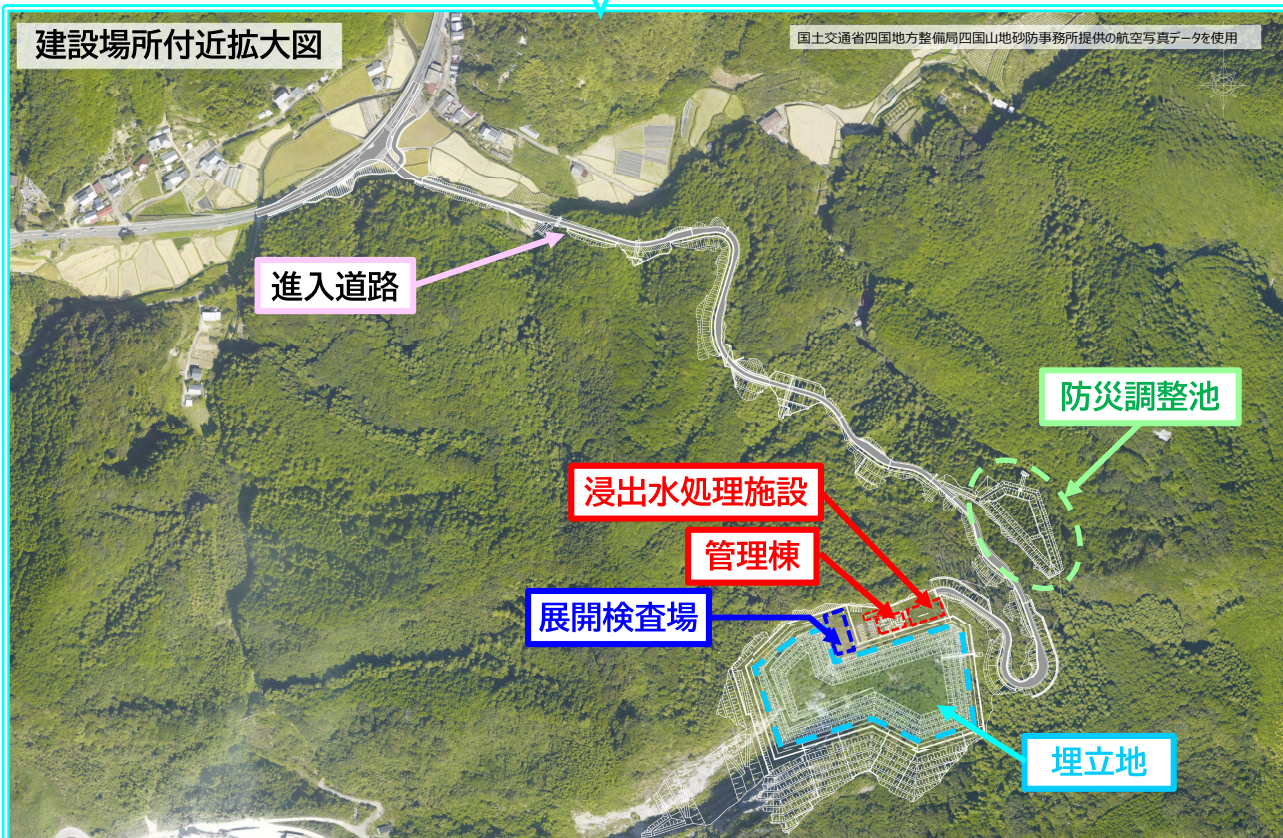 建設場所付近拡大図
国土交通省四国地方整備局四国山地砂防事務所提供の航空写真データを使用
進入道路
防災調整池
浸出水処理施設
管理棟
展開検査場
埋立地